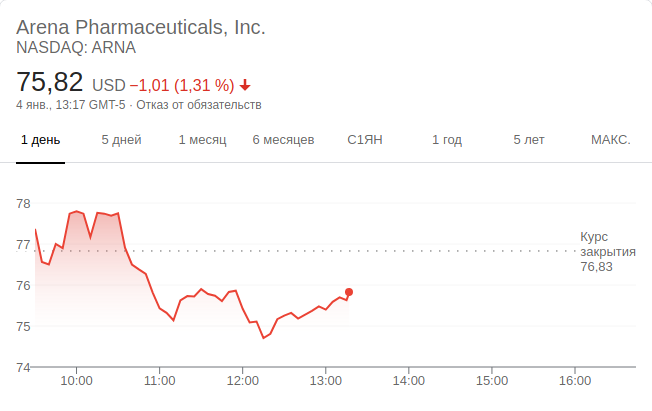 Arena Pharmaceuticals, Inc.
NASDAQ: ARNA
75,82 USD −1,01 (1,31 %)
4 янв., 13:17 GMT-5 · Отказ от обязательств
1 день 5 дней 1 месяц 6 месяцев С1ЯН 1 год 5 лет МАКС.
78
77
76
75
74
Курс
закрытия
76,83
10:00 11:00 12:00 13:00 14:00 15:00 16:00